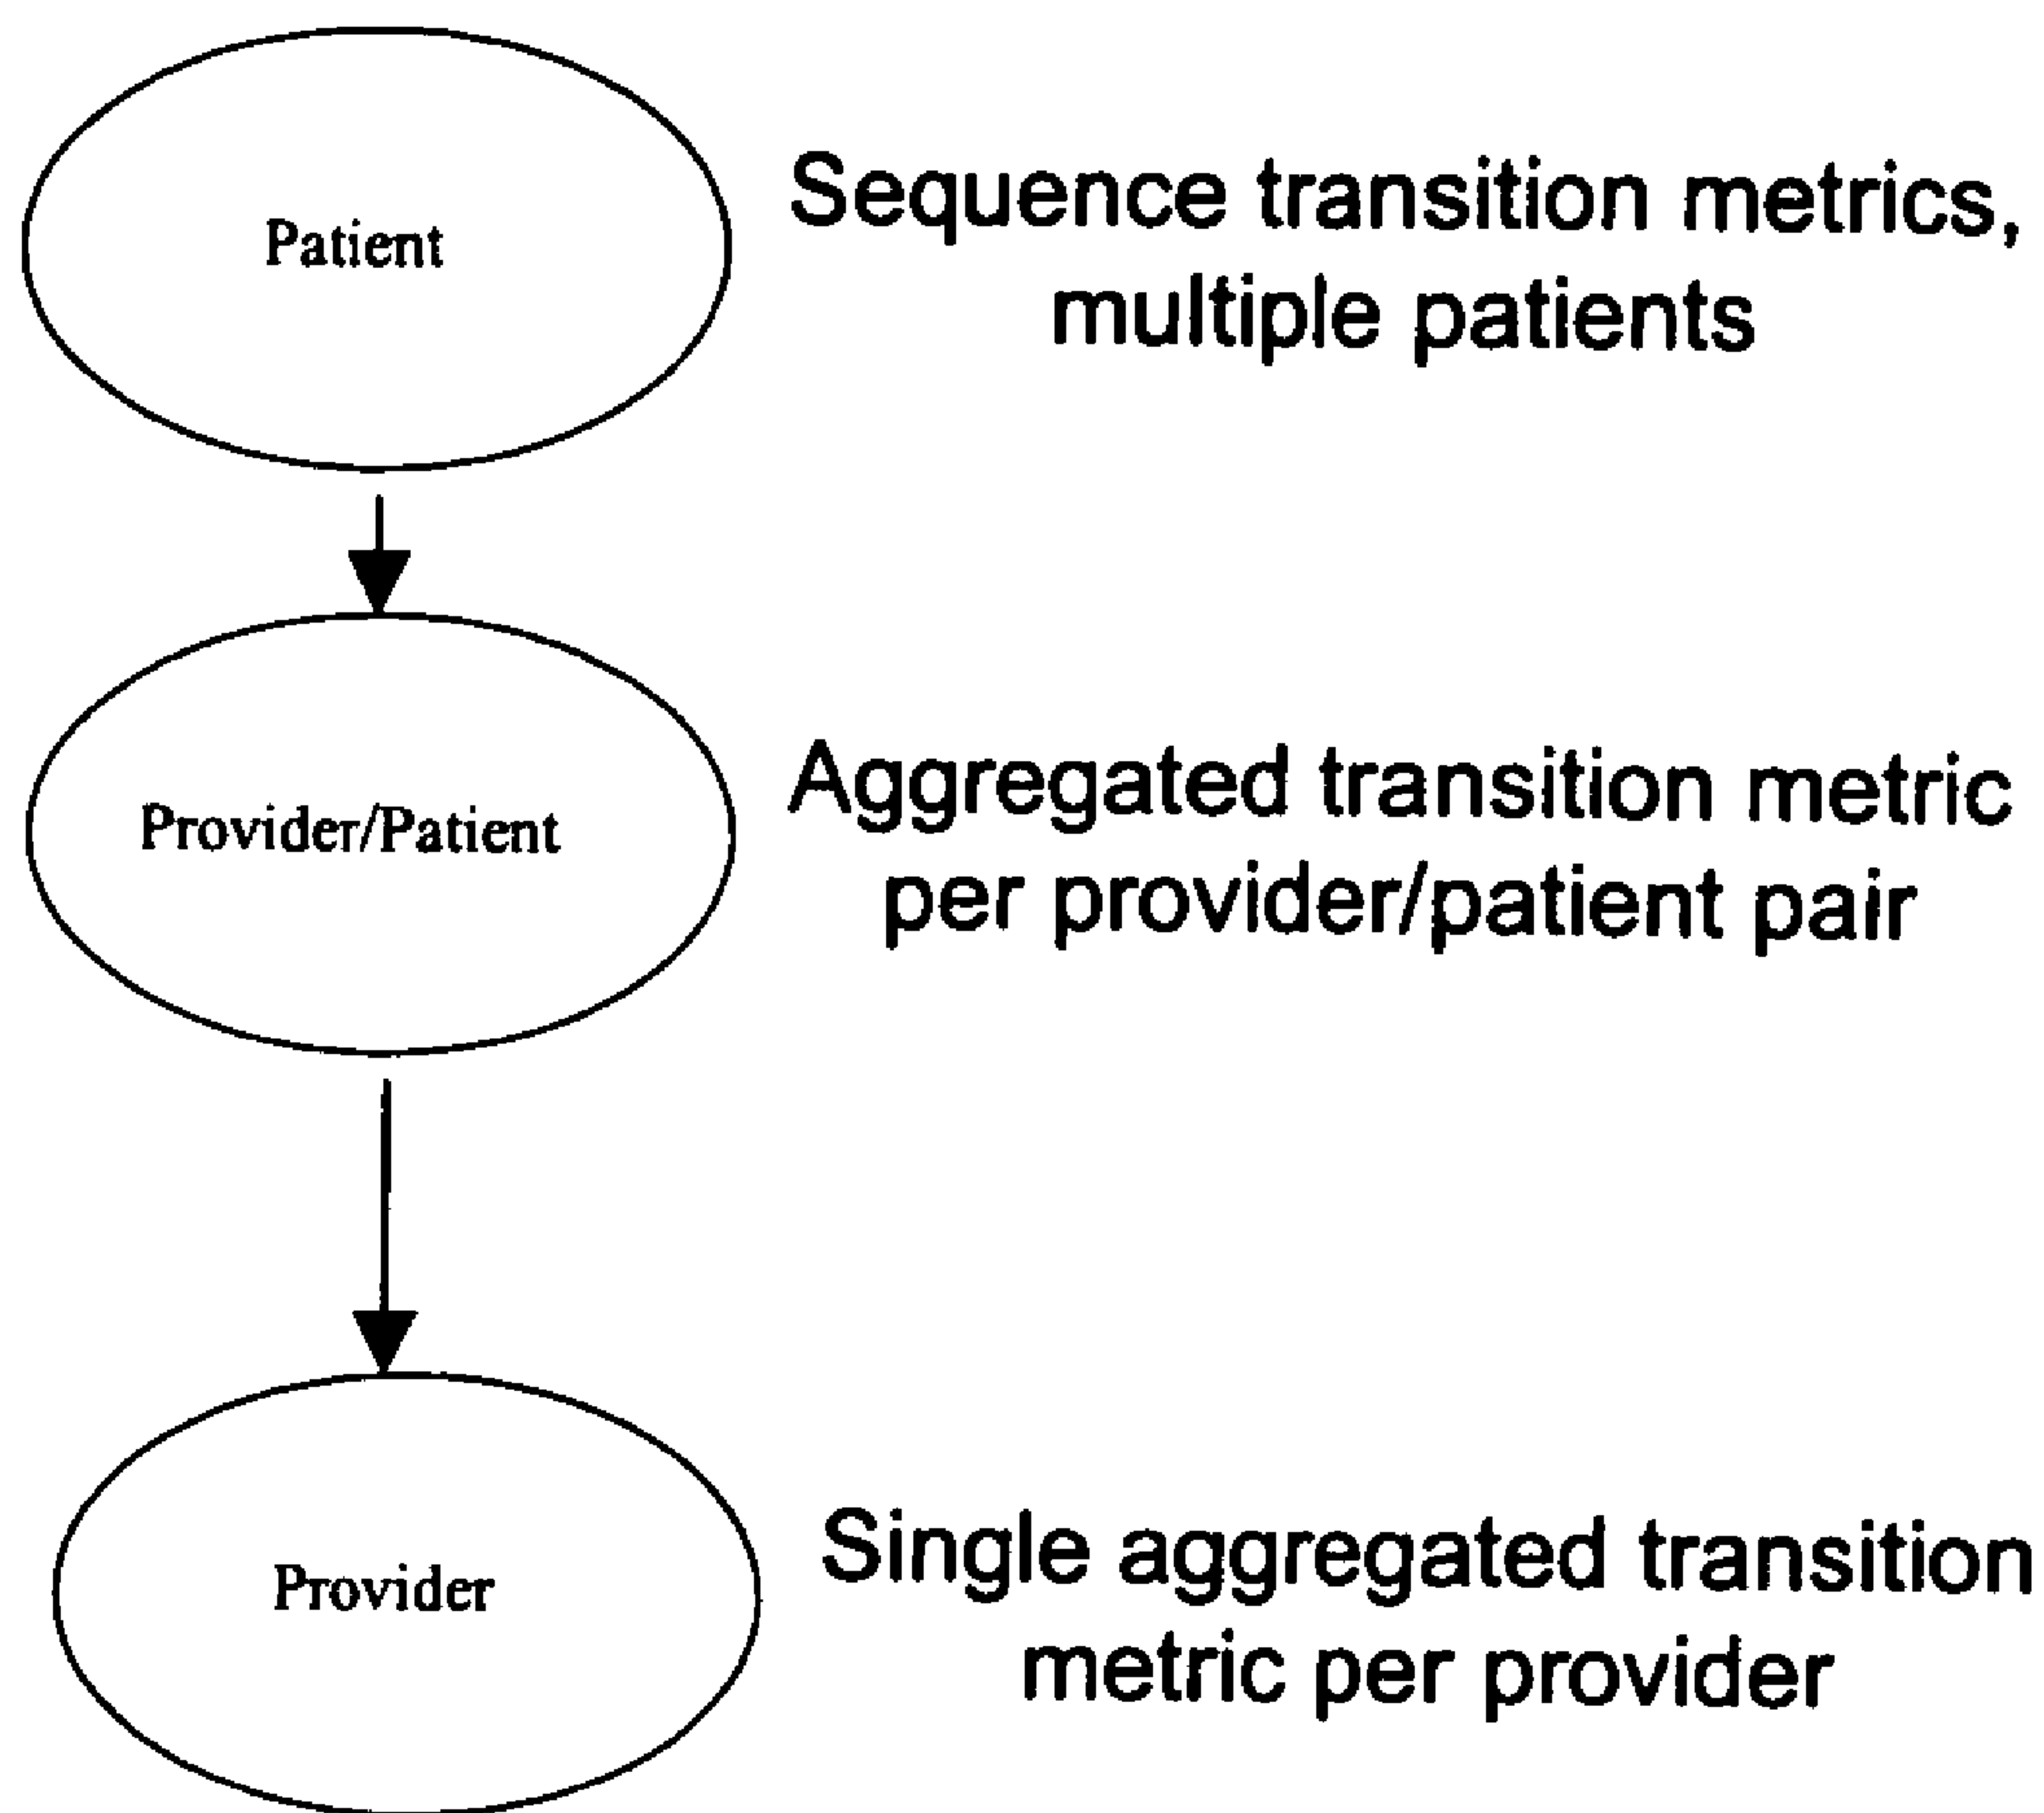 Patient
Sequence transition metrics,
multiple patients
Provider/Patient
Aggregated transition metric
per provider/patient pair
Provider
Single aggregated transition
metric per provider